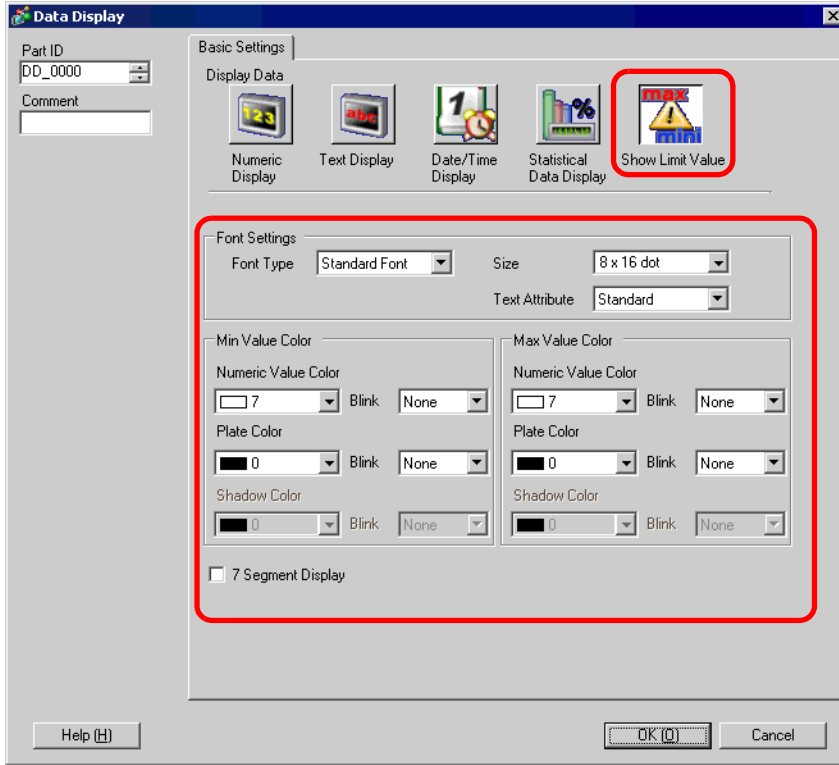 Data Display
Part ID
DD_0000
Comment
Basic Settings
Display Data
123
abc
1
%
max
mini
Numeric Display
Text Display
Date/Time Display
Statistical Data Display
Show Limit Value
Font Settings
Font Type
Standard Font
Size
8 x 16 dot
Text Attribute
Standard
Min Value Color
Max Value Color
Numeric Value Color
Numeric Value Color
7
Blink
None
7
Blink
None
Plate Color
Plate Color
0
Blink
None
0
Blink
None
Shadow Color
Shadow Color
0
Blink
None
0
Blink
None
7 Segment Display
Help (H)
OK (O)
Cancel